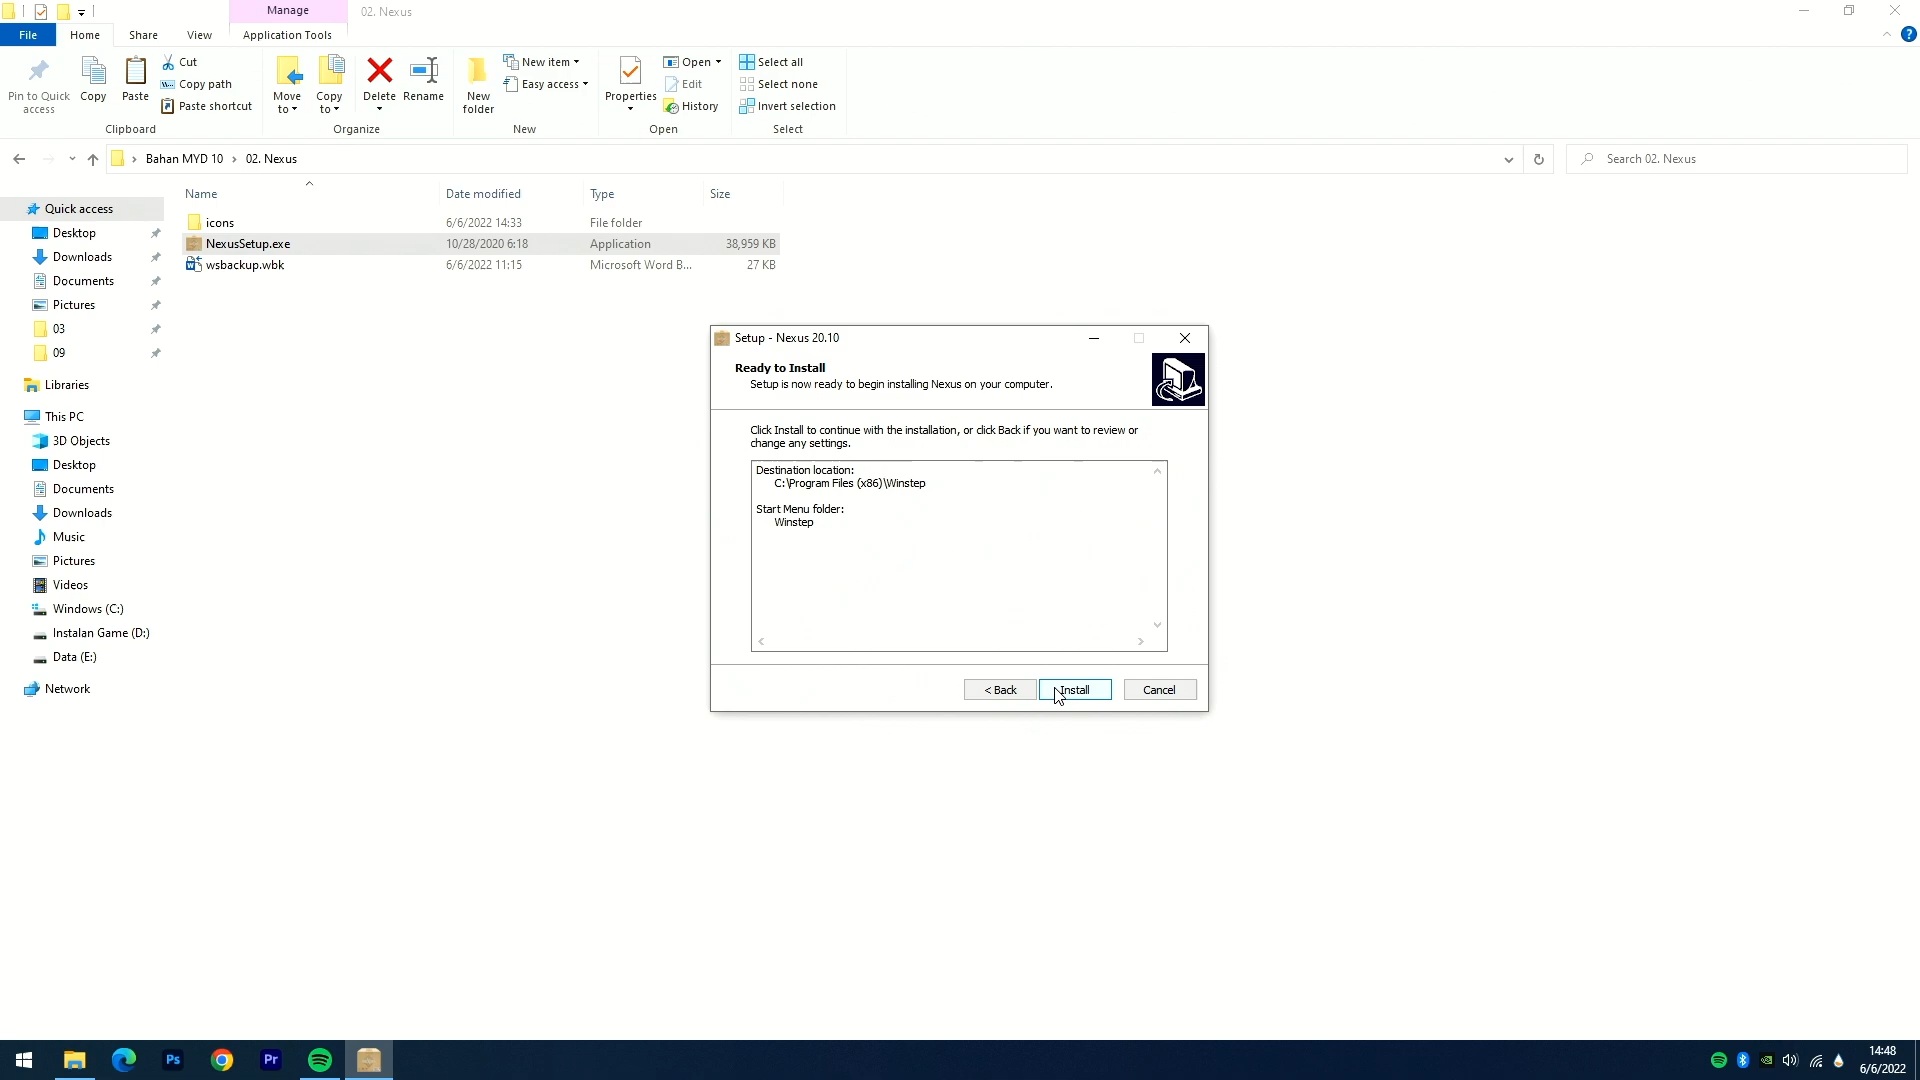 Manage
02. Nexus
File
Home
Share
View
Application Tools
Pin to Quick
access
Copy
Paste
Cut
Copy path
Paste shortcut
Clipboard
Move
to
Copy
to
Delete
Rename
Organize
New
folder
New item
Easy access
New
Properties
Open
Edit
History
Open
Select all
Select none
Invert selection
Select
Bahan MYD 10 › 02. Nexus
Search 02. Nexus
Name
Date modified
Type
Size
icons
6/6/2022 14:33
File folder
NexusSetup.exe
10/28/2020 6:18
Application
38,959 KB
wsbackup.wbk
6/6/2022 11:15
Microsoft Word B...
27 KB
Quick access
Desktop
Downloads
Documents
Pictures
03
09
Libraries
This PC
3D Objects
Desktop
Documents
Downloads
Music
Pictures
Videos
Windows (C:)
Instalan Game (D:)
Data (E:)
Network
Setup - Nexus 20.10
Ready to Install
Setup is now ready to begin installing Nexus on your computer.
Click Install to continue with the installation, or click Back if you want to review or
change any settings.
Destination location:
C:\Program Files (x86)\Winstep
Start Menu folder:
Winstep
< Back
Install
Cancel
Ps
Pr
14:48
6/6/2022